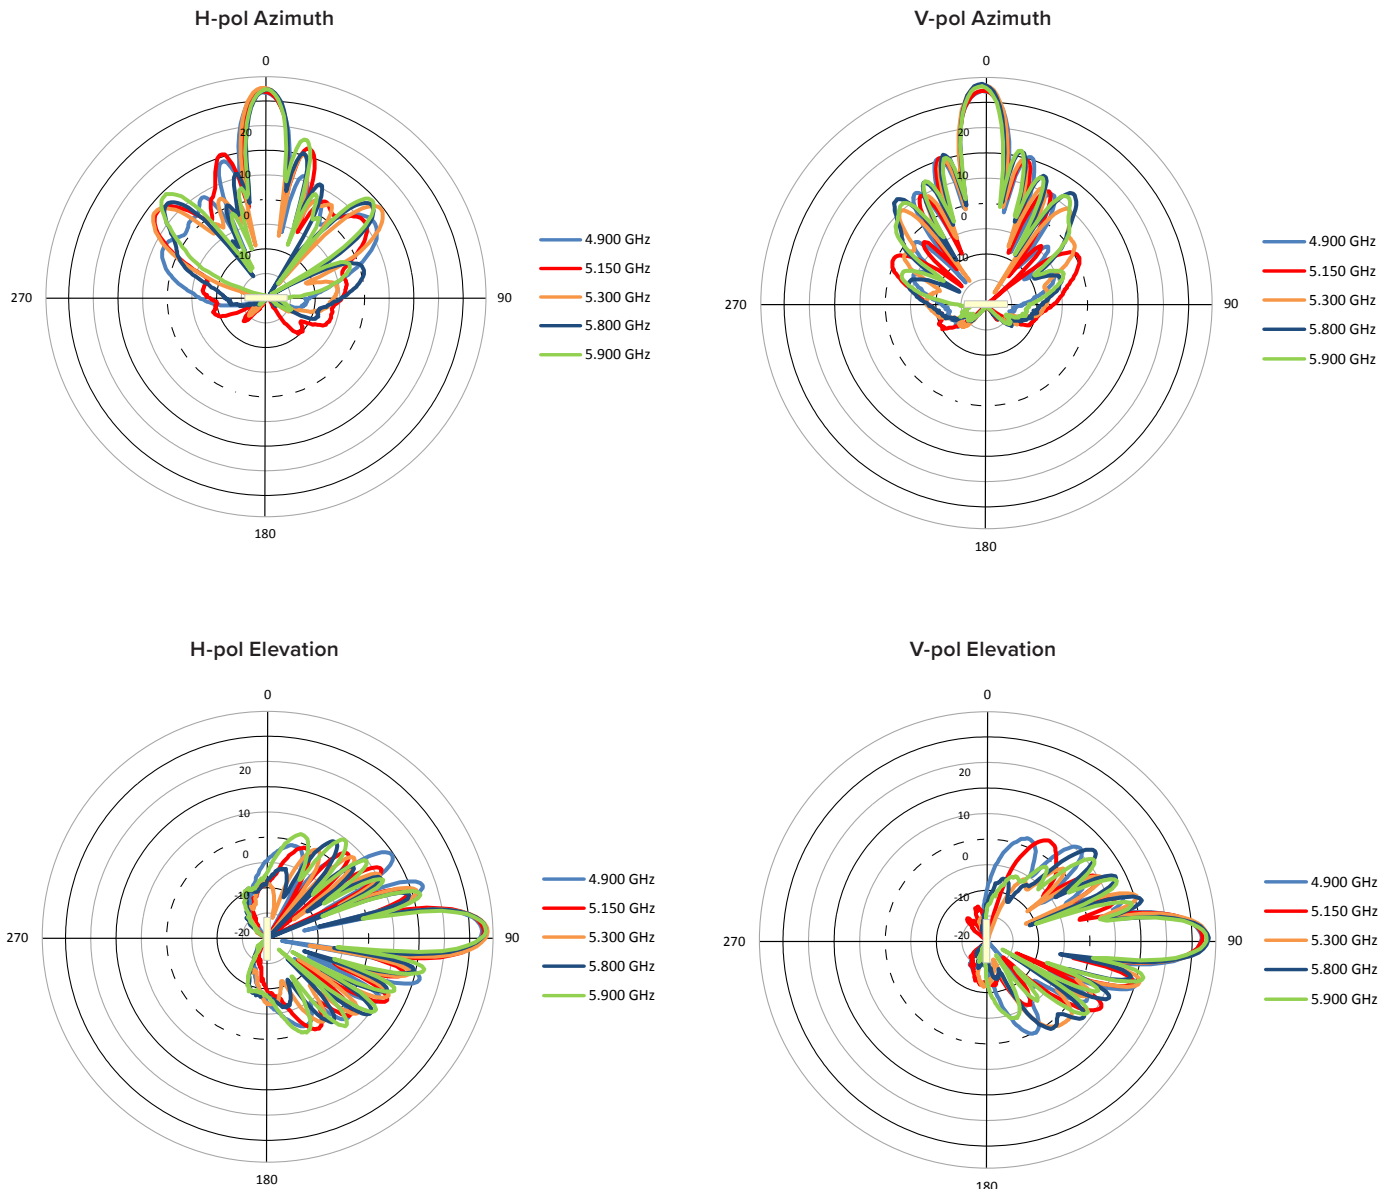 H-pol Azimuth
0
20
10
-
0
10
270
90
180
4.900 GHz
5.150 GHz
5.300 GHz
5.800 GHz
5.900 GHz
V-pol Azimuth
0
20
10
-
0
-10
270
90
180
4.900 GHz
5.150 GHz
5.300 GHz
5.800 GHz
5.900 GHz
H-pol Elevation
0
20
10
0
-10
-20
270
90
180
4.900 GHz
5.150 GHz
5.300 GHz
5.800 GHz
5.900 GHz
V-pol Elevation
0
20
10
0
-10
-20
270
90
180
4.900 GHz
5.150 GHz
5.300 GHz
5.800 GHz
5.900 GHz